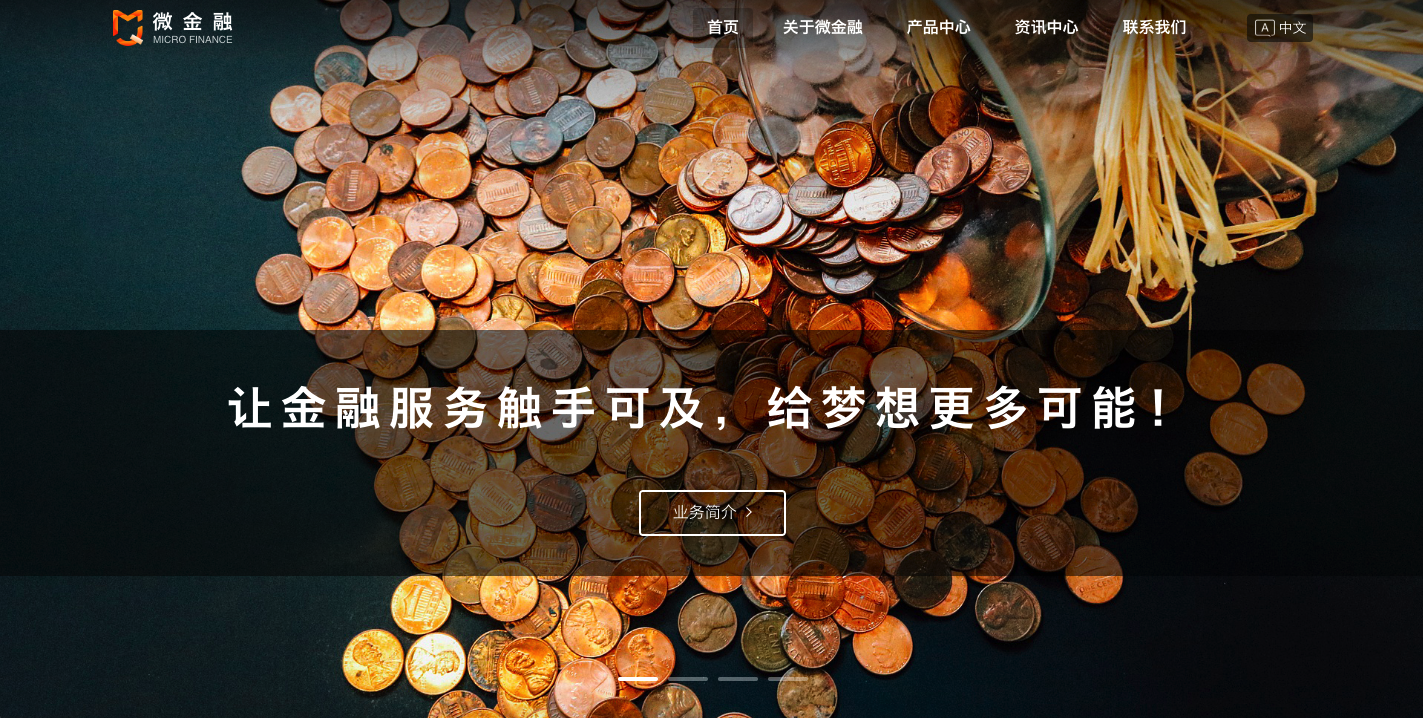 微金融
MICRO FINANCE
首页 关于微金融 产品中心 资讯中心 联系我们
A 中文
让金融服务触手可及，给梦想更多可能！
业务简介 >